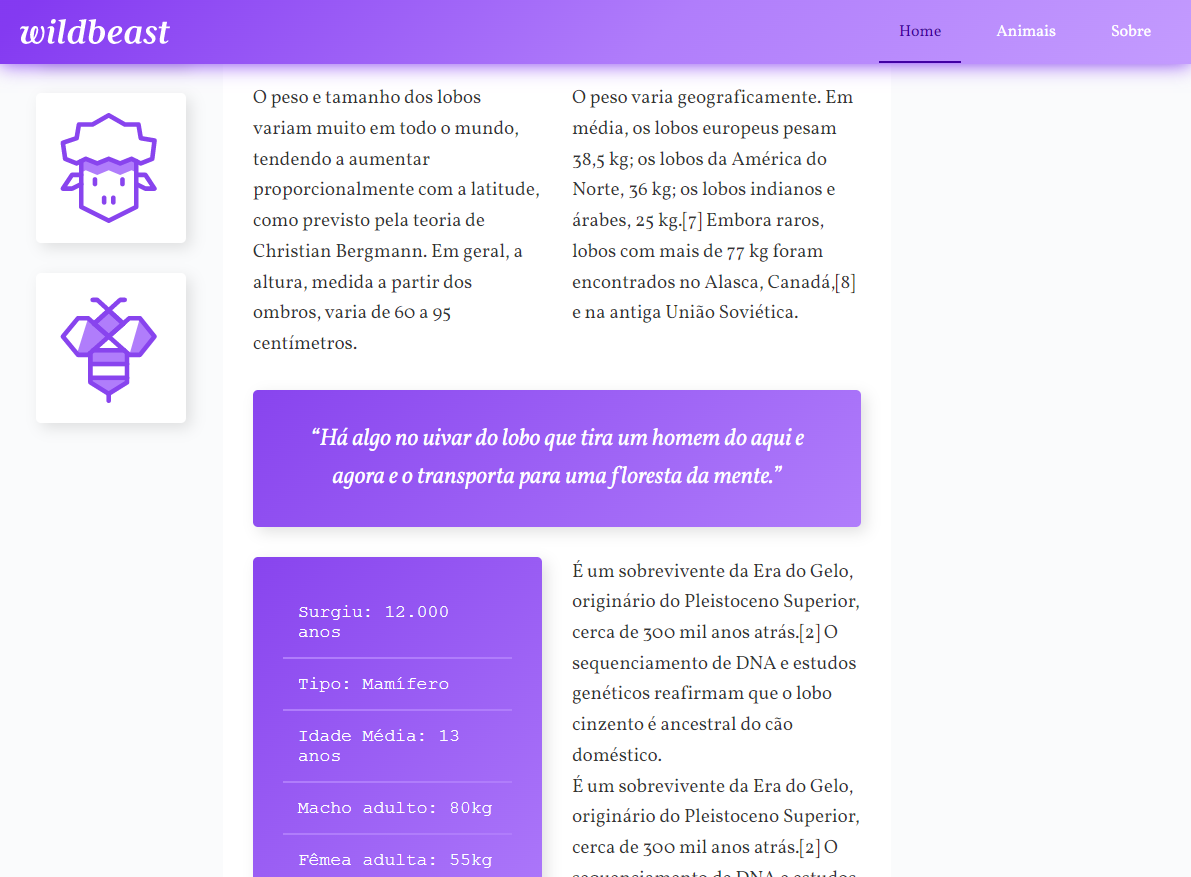 wildbeast
Home
Animais
Sobre
O peso e tamanho dos lobos
variam muito em todo o mundo,
tendendo a aumentar
proporcionalmente com a latitude,
como previsto pela teoria de
Christian Bergmann. Em geral, a
altura, medida a partir dos
ombros, varia de 60 a 95
centímetros.
O peso varia geograficamente. Em
média, os lobos europeus pesam
38,5 kg; os lobos da América do
Norte, 36 kg; os lobos indianos e
árabes, 25 kg.[7] Embora raros,
lobos com mais de 77 kg foram
encontrados no Alasca, Canadá,[8]
e na antiga União Soviética.
“Há algo no uivar do lobo que tira um homem do aqui e
agora e o transporta para uma floresta da mente.”
Surgiu: 12.000
anos
Tipo: Mamífero
Idade Média: 13
anos
Macho adulto: 80kg
Fêmea adulta: 55kg
É um sobrevivente da Era do Gelo,
originário do Pleistoceno Superior,
cerca de 300 mil anos atrás.[2] O
sequenciamento de DNA e estudos
genéticos reafirmam que o lobo
cinzento é ancestral do cão
doméstico.
É um sobrevivente da Era do Gelo,
originário do Pleistoceno Superior,
cerca de 300 mil anos atrás.[2] O
sequenciamento de DNA e estudos